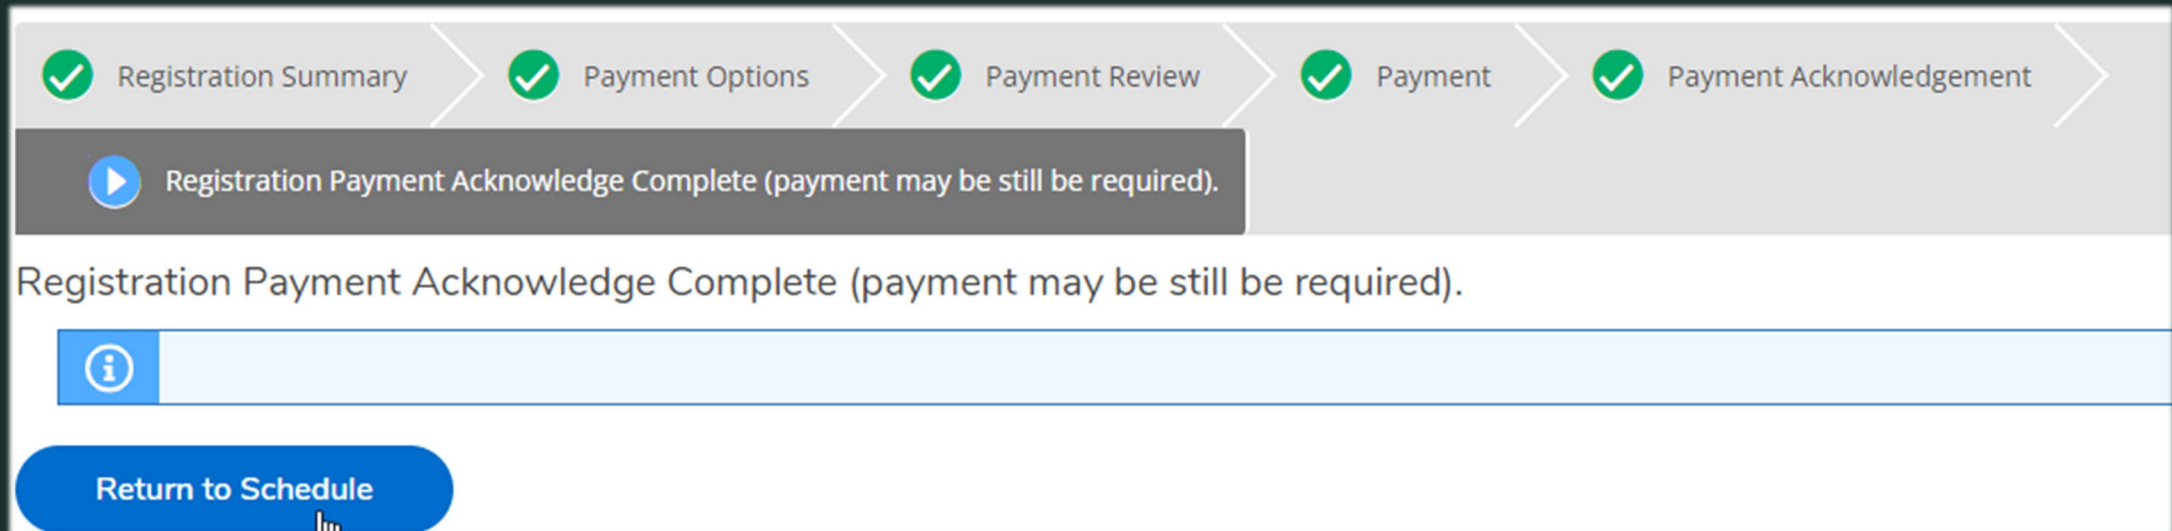 Registration Summary Payment Options Payment Review Payment Payment Acknowledgement
Registration Payment Acknowledge Complete (payment may be still be required).
Registration Payment Acknowledge Complete (payment may be still be required).
Return to Schedule